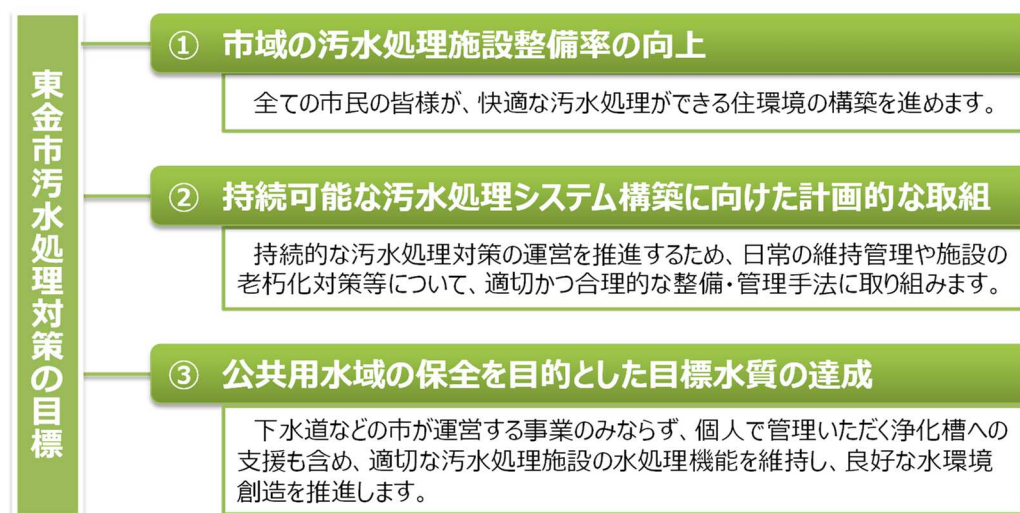 東金市汚水処理対策の目標
① 市域の汚水処理施設整備率の向上
全ての市民の皆様が、快適な汚水処理ができる住環境の構築を進めます。
② 持続可能な汚水処理システム構築に向けた計画的な取組
持続的な汚水処理対策の運営を推進するため、日常の維持管理や施設の
老朽化対策等について、適切かつ合理的な整備・管理手法に取り組みます。
③ 公共用水域の保全を目的とした目標水質の達成
下水道などの市が運営する事業のみならず、個人で管理いただく浄化槽への
支援も含め、適切な汚水処理施設の水処理機能を維持し、良好な水環境
創造を推進します。